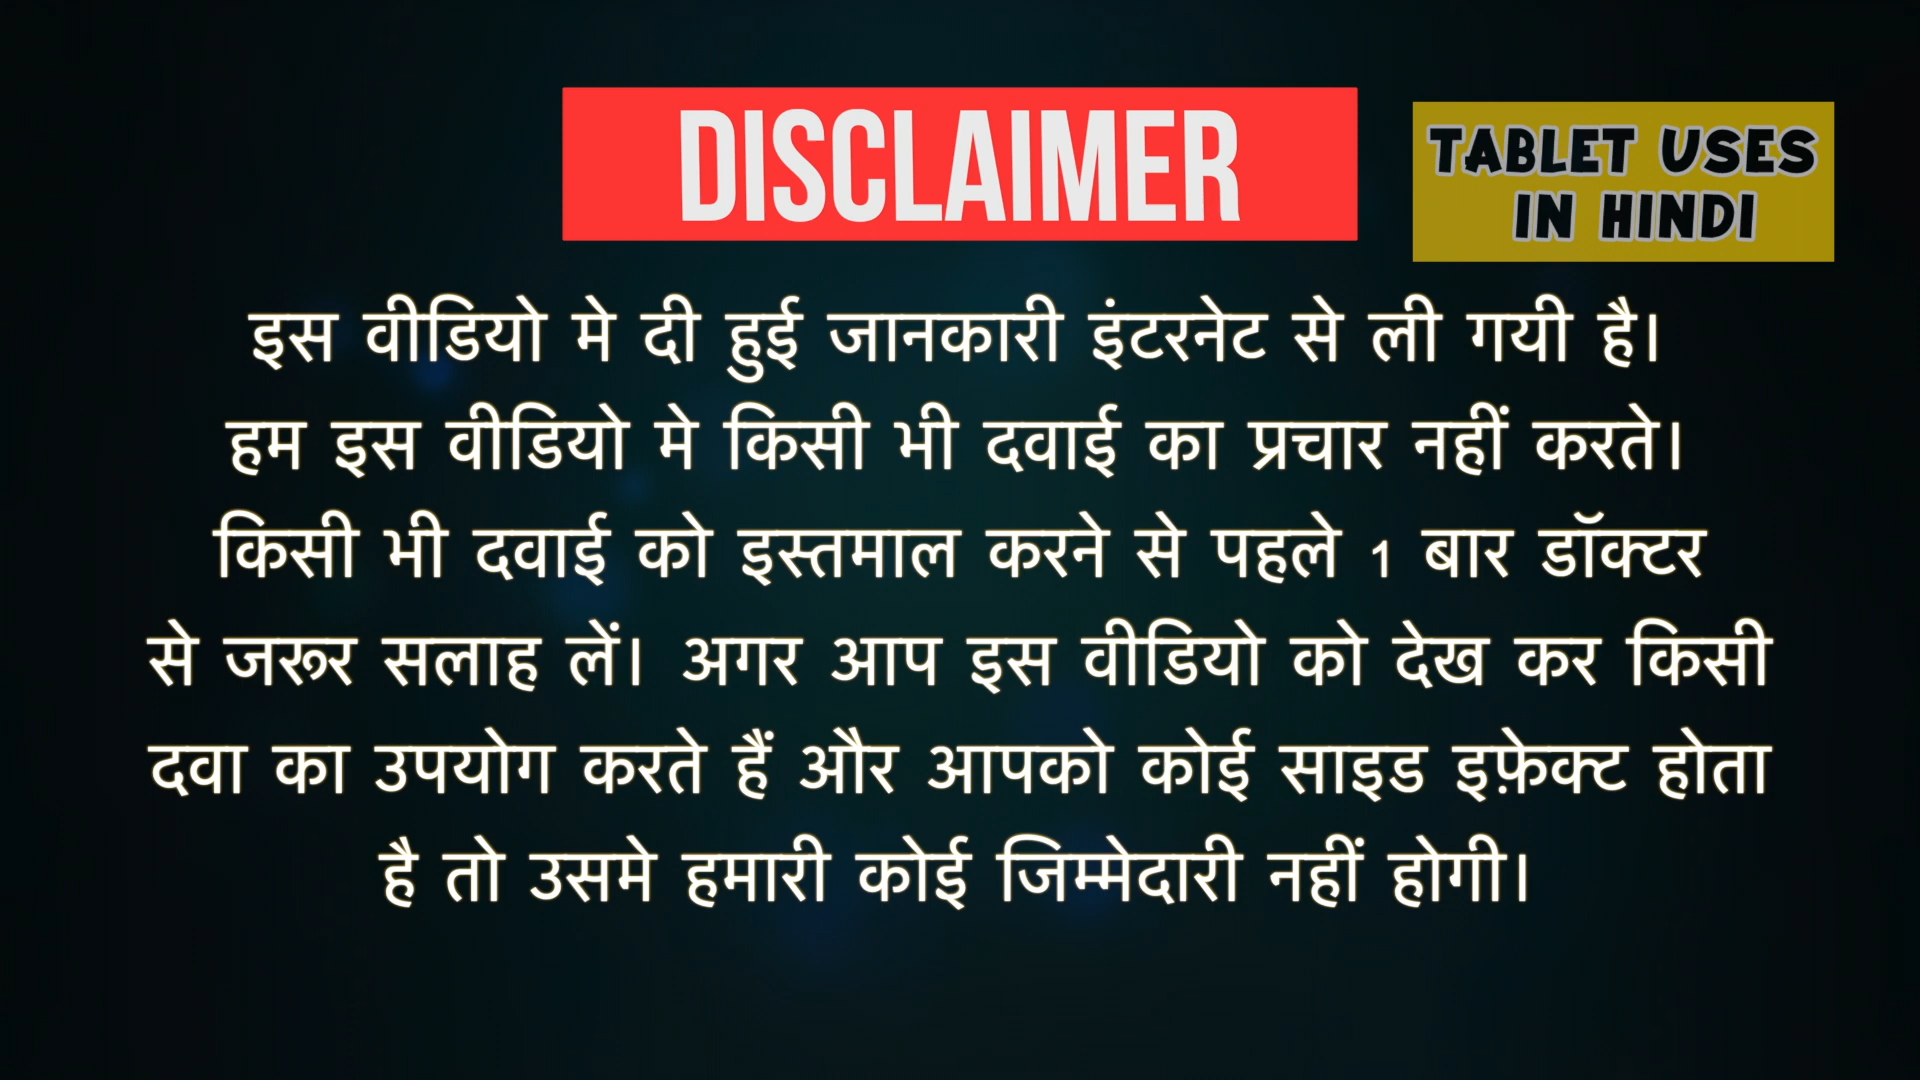 DISCLAIMER
TABLET USES
IN HINDI
इस वीडियो मे दी हुई जानकारी इंटरनेट से ली गयी है।
हम इस वीडियो मे किसी भी दवाई का प्रचार नहीं करते।
किसी भी दवाई को इस्तमाल करने से पहले 1 बार डॉक्टर
से जरूर सलाह लें। अगर आप इस वीडियो को देख कर किसी
दवा का उपयोग करते हैं और आपको कोई साइड इफ़ेक्ट होता
है तो उसमे हमारी कोई जिम्मेदारी नहीं होगी।